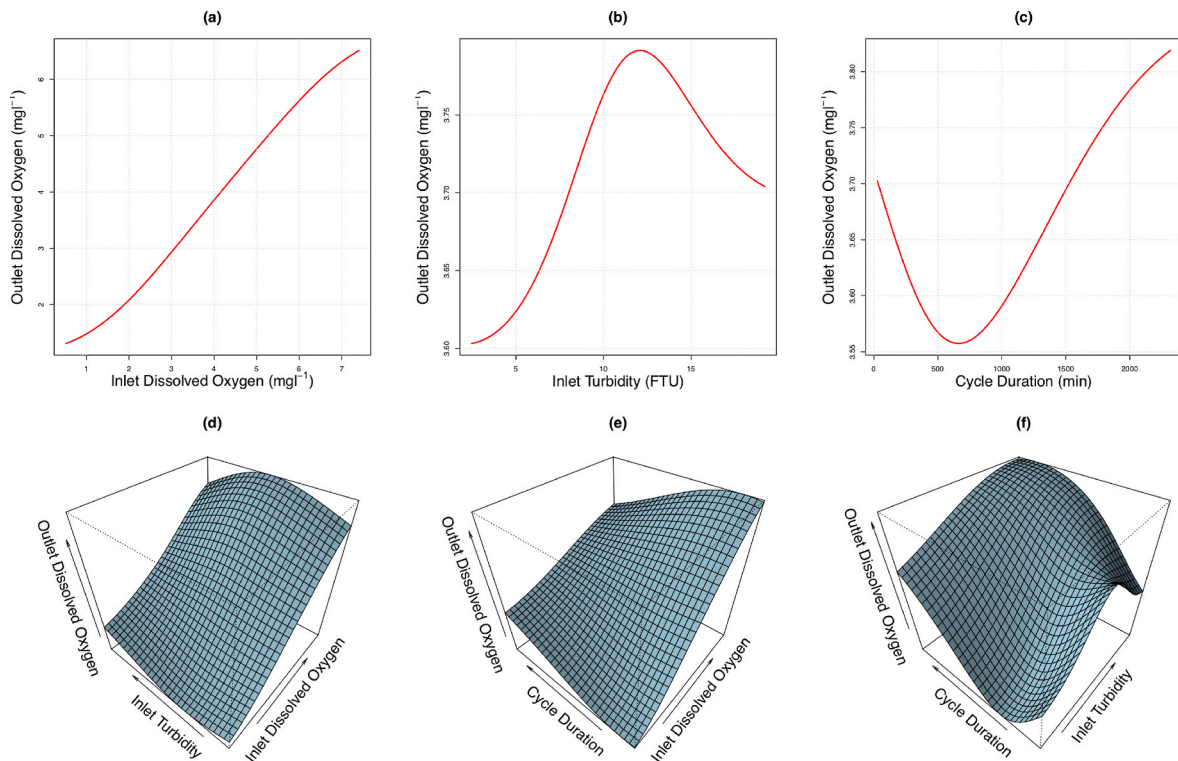 (a)
Outlet Dissolved Oxygen (mgl⁻¹)
6
5
4
3
2
1 2 3 4 5 6 7
Inlet Dissolved Oxygen (mgl⁻¹)
(b)
Outlet Dissolved Oxygen (mgl⁻¹)
3.75
3.70
3.65
3.60
5 10 15
Inlet Turbidity (FTU)
(c)
Outlet Dissolved Oxygen (mgl⁻¹)
3.80
3.75
3.70
3.65
3.60
3.55
0 500 1000 1500 2000
Cycle Duration (min)
(d)
Outlet Dissolved Oxygen
Inlet Turbidity
Inlet Dissolved Oxygen
(e)
Outlet Dissolved Oxygen
Cycle Duration
Inlet Dissolved Oxygen
(f)
Outlet Dissolved Oxygen
Cycle Duration
Inlet Turbidity